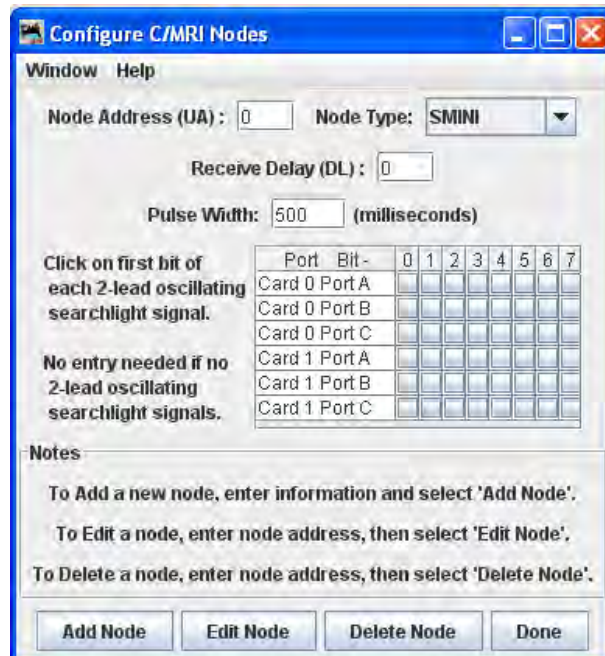 Configure C/MRI Nodes
Window Help
Node Address (UA) : 0 Node Type: SMINI
Receive Delay (DL) : 0
Pulse Width: 500 (milliseconds)
Click on first bit of
each 2-lead oscillating
searchlight signal.
No entry needed if no
2-lead oscillating
searchlight signals.
Port Bit - 0 1 2 3 4 5 6 7
Card 0 Port A
Card 0 Port B
Card 0 Port C
Card 1 Port A
Card 1 Port B
Card 1 Port C
Notes
To Add a new node, enter information and select 'Add Node'.
To Edit a node, enter node address, then select 'Edit Node'.
To Delete a node, enter node address, then select 'Delete Node'.
Add Node Edit Node Delete Node Done